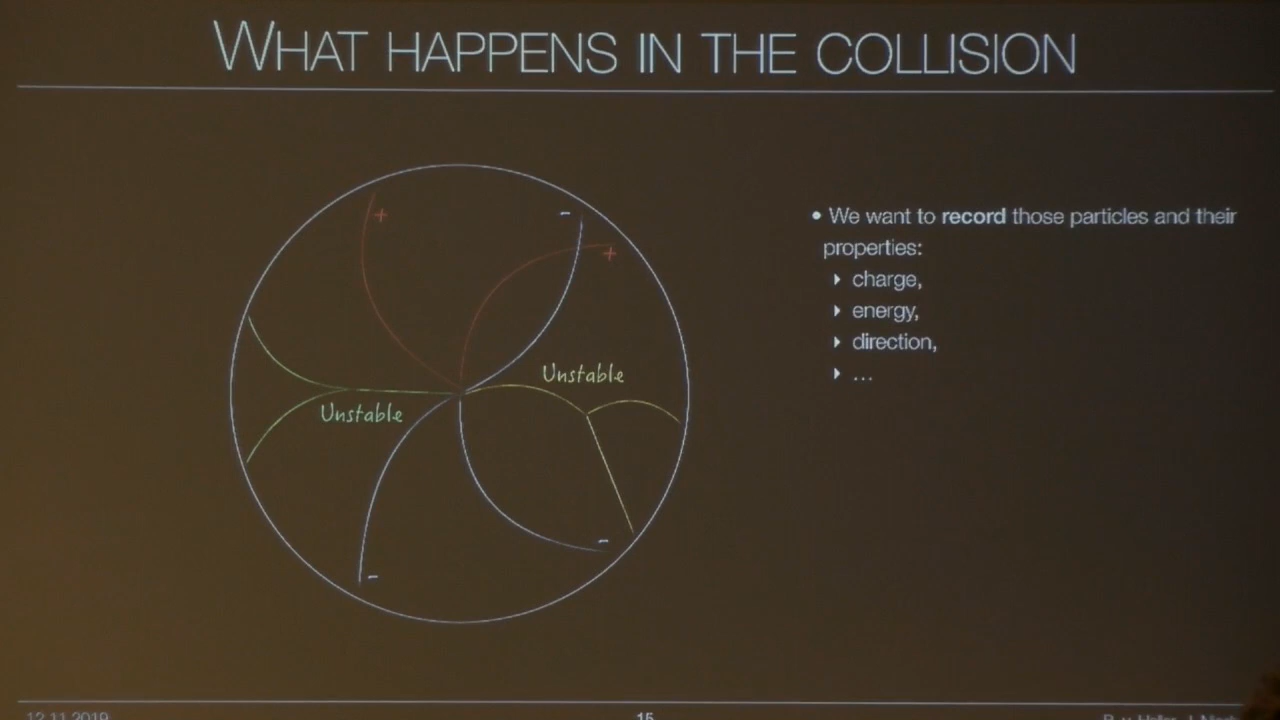 WHAT HAPPENS IN THE COLLISION
+
-
+
Unstable
Unstable
-
-
• We want to record those particles and their
properties:
‣ charge,
‣ energy,
‣ direction,
‣ ...
12.11.2019
15